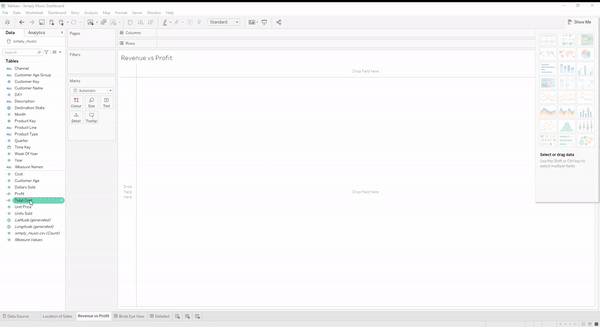 Tableau - Simply Music Dashboard
File Data Worksheet Dashboard Story Analysis Map Format Server Window Help
Standard
Show Me
Data Analytics
simply_music
Search
Tables
Channel
Customer Age Group
Customer Key
Customer Name
DAY
Description
Destination State
Month
Product Key
Product Line
Product Type
Quarter
Time Key
Week Of Year
Year
Measure Names
Cost
Customer Age
Dollars Sold
Profit
Total Cost
Unit Price
Units Sold
Latitude (generated)
Longitude (generated)
simply_music.csv (Count)
Measure Values
Pages
Filters
Marks
Automatic
Colour Size Text
Detail Tooltip
Columns
Rows
Revenue vs Profit
Drop field here
Drop field here
Drop field here
Select or drag data
Use the Shift or Ctrl key to
select multiple fields
Data Source Location of Sales Revenue vs Profit Birds Eye View Detailed